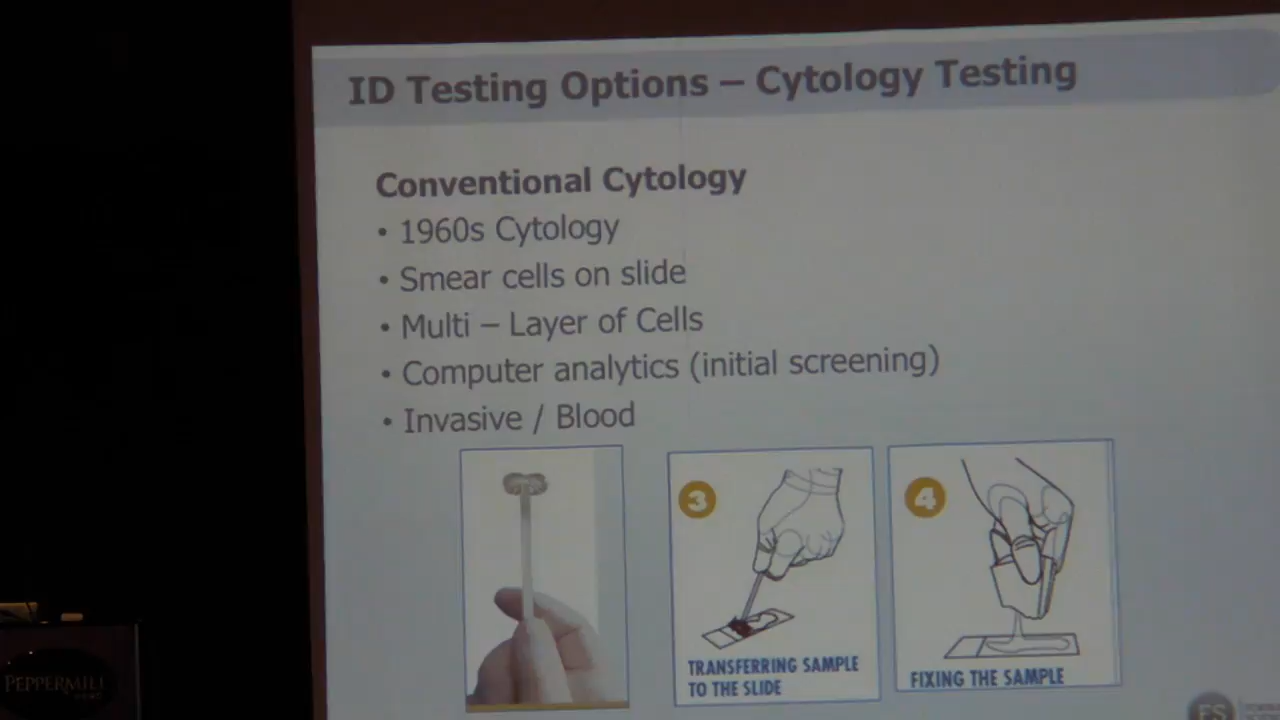 ID Testing Options – Cytology Testing
Conventional Cytology
• 1960s Cytology
• Smear cells on slide
• Multi – Layer of Cells
• Computer analytics (initial screening)
• Invasive / Blood
3
TRANSFERRING SAMPLE
TO THE SLIDE
4
FIXING THE SAMPLE
PEPPERMILL
ES